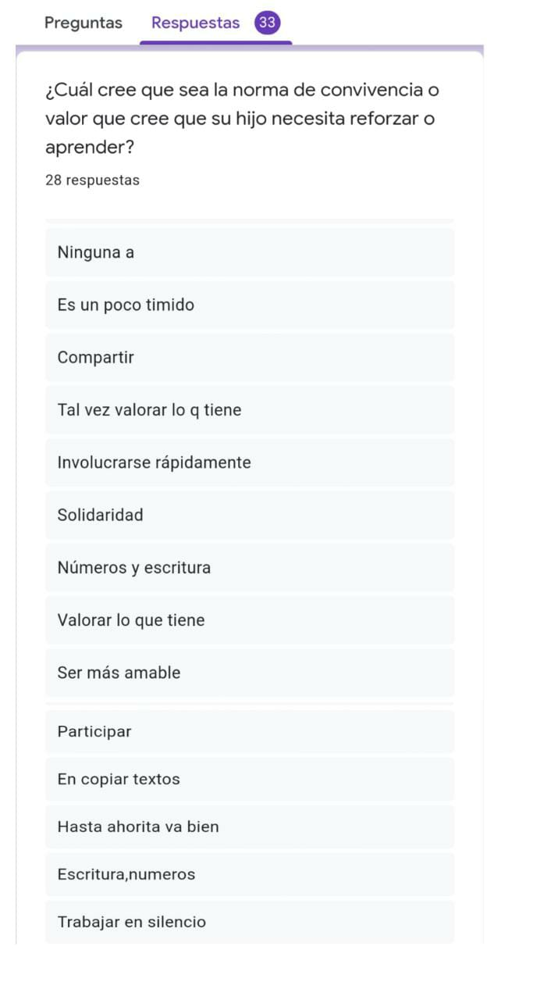 Preguntas Respuestas 33
¿Cuál cree que sea la norma de convivencia o
valor que cree que su hijo necesita reforzar o
aprender?
28 respuestas
Ninguna a
Es un poco timido
Compartir
Tal vez valorar lo q tiene
Involucrarse rápidamente
Solidaridad
Números y escritura
Valorar lo que tiene
Ser más amable
Participar
En copiar textos
Hasta ahorita va bien
Escritura,numeros
Trabajar en silencio